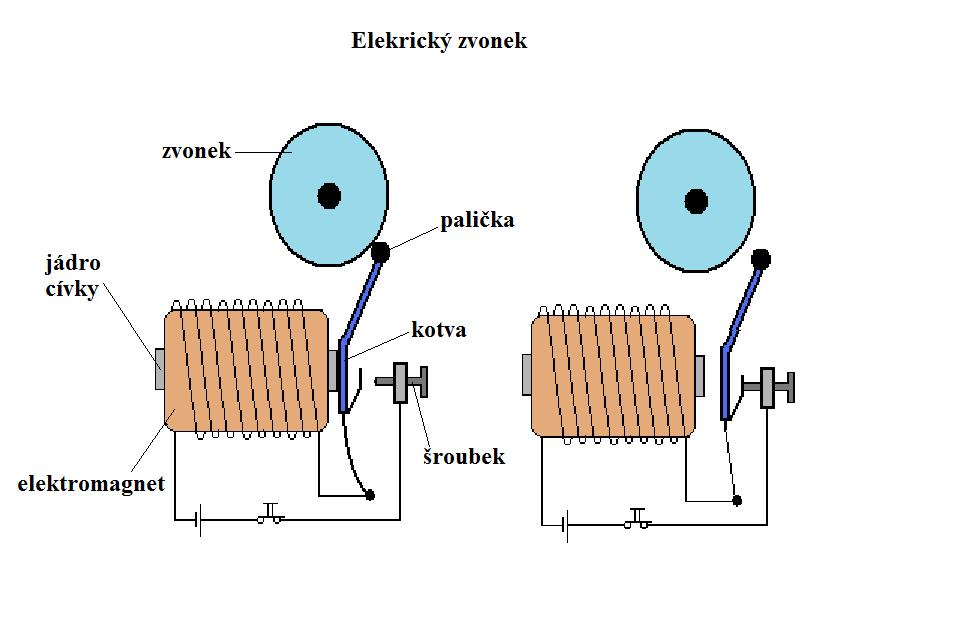 Elekrický zvonek
zvonek
palička
jádro
cívky
kotva
šroubek
elektromagnet